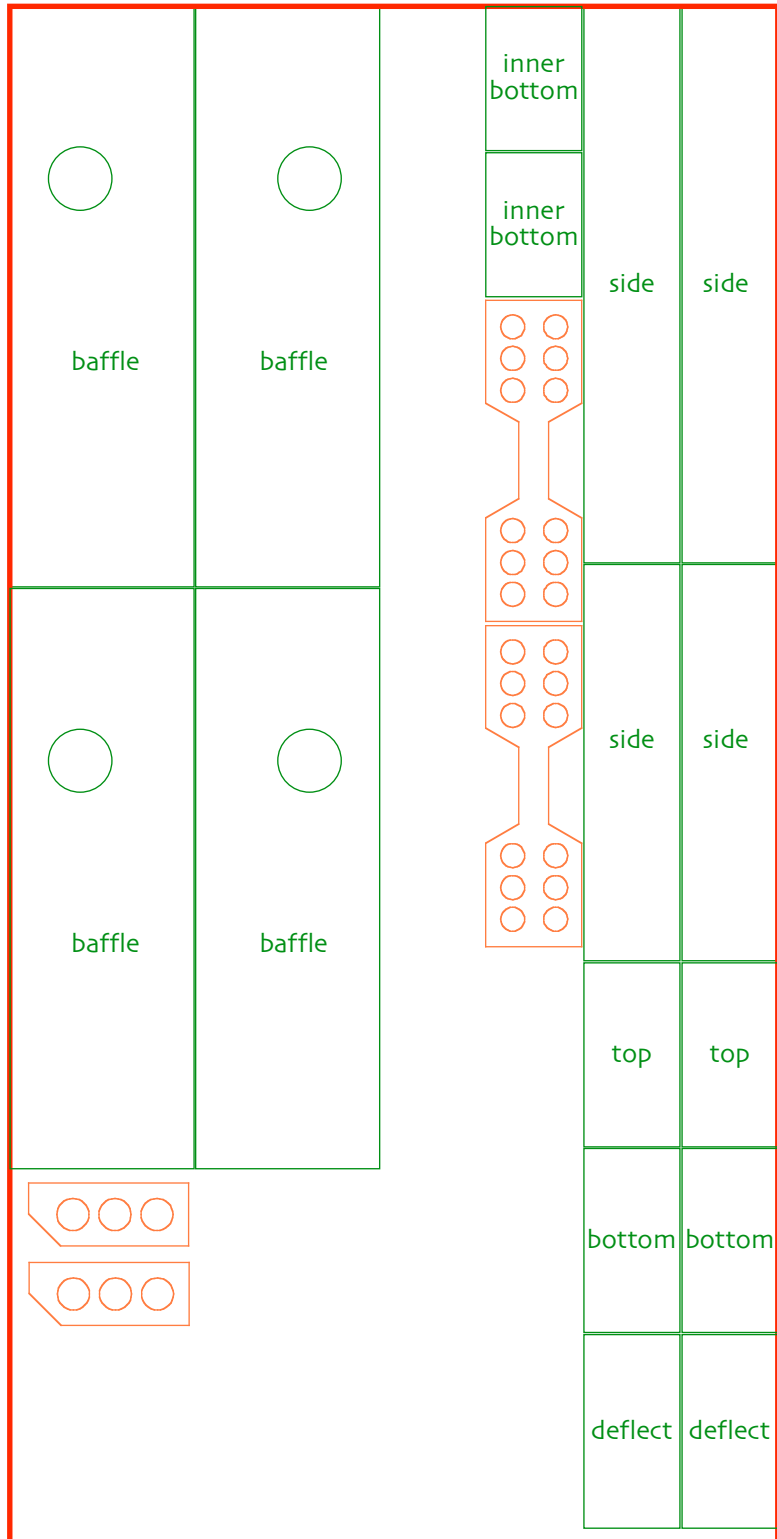 inner
bottom
inner
bottom
side
side
baffle
baffle
side
side
baffle
baffle
top
top
bottom
bottom
deflect
deflect